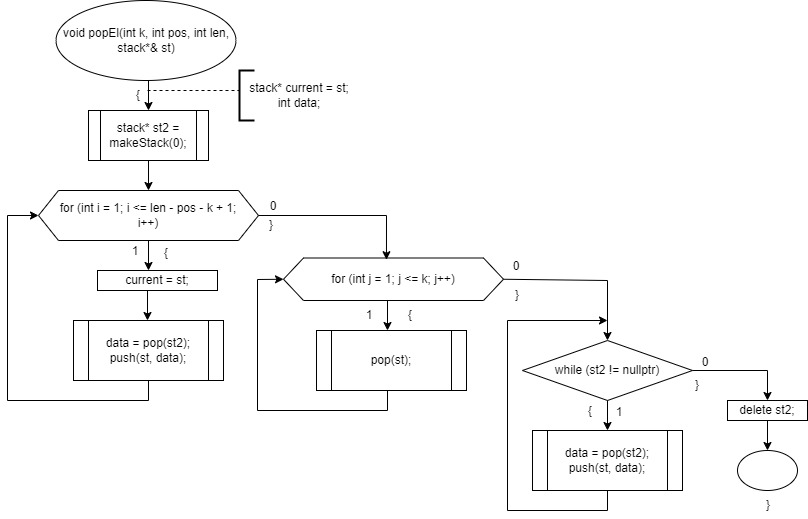 void popEl(int k, int pos, int len,
stack*& st)
{
stack* current = st;
int data;
stack* st2 =
makeStack(0);
for (int i = 1; i <= len - pos - k + 1;
i++)
0
}
1
{
current = st;
data = pop(st2);
push(st, data);
for (int j = 1; j <= k; j++)
0
}
1
{
pop(st);
while (st2 != nullptr)
0
}
{
1
data = pop(st2);
push(st, data);
delete st2;
}